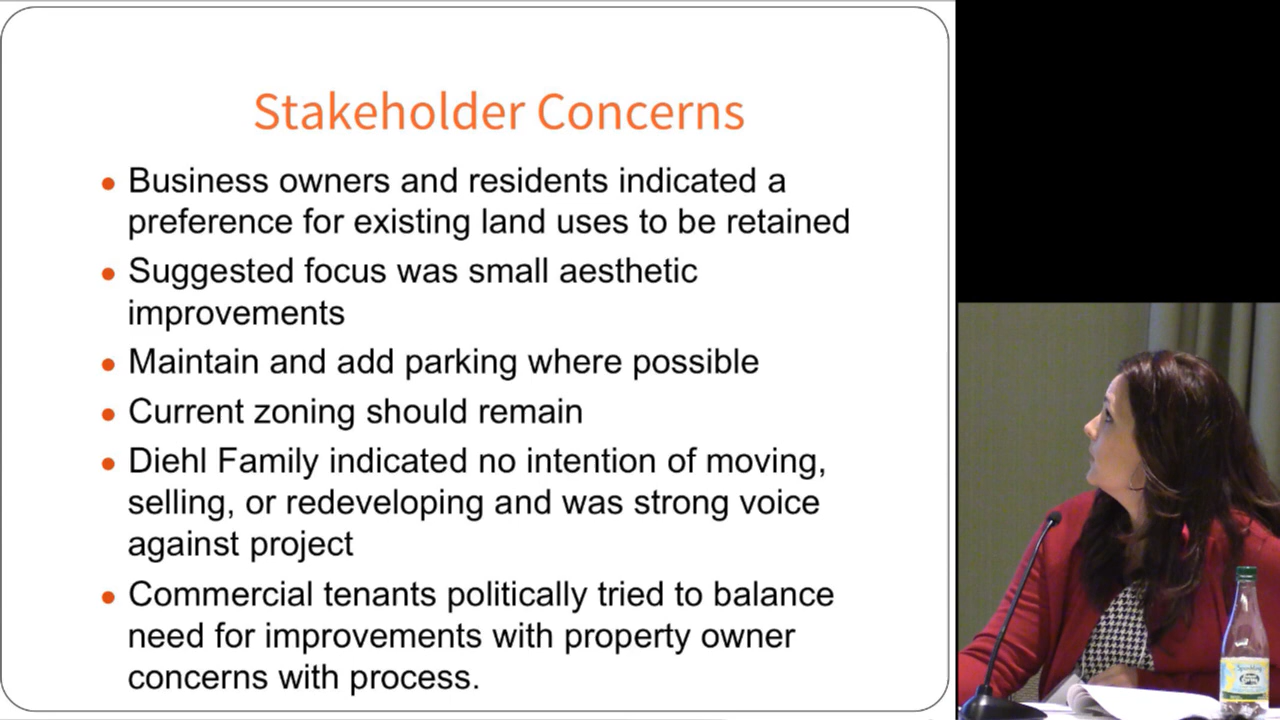 Stakeholder Concerns
• Business owners and residents indicated a
preference for existing land uses to be retained
• Suggested focus was small aesthetic
improvements
• Maintain and add parking where possible
• Current zoning should remain
• Diehl Family indicated no intention of moving,
selling, or redeveloping and was strong voice
against project
• Commercial tenants politically tried to balance
need for improvements with property owner
concerns with process.